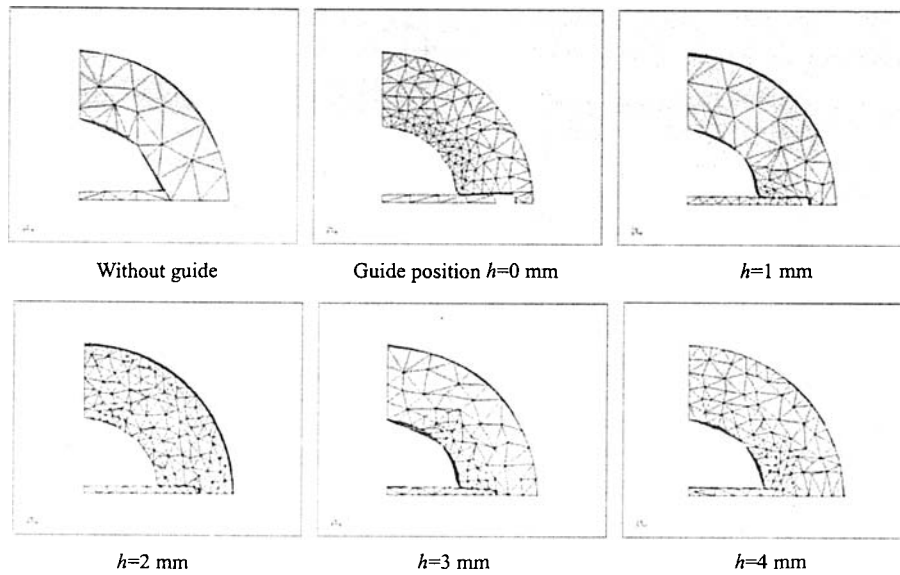 Without guide
Guide position h=0 mm
h=1 mm
h=2 mm
h=3 mm
h=4 mm